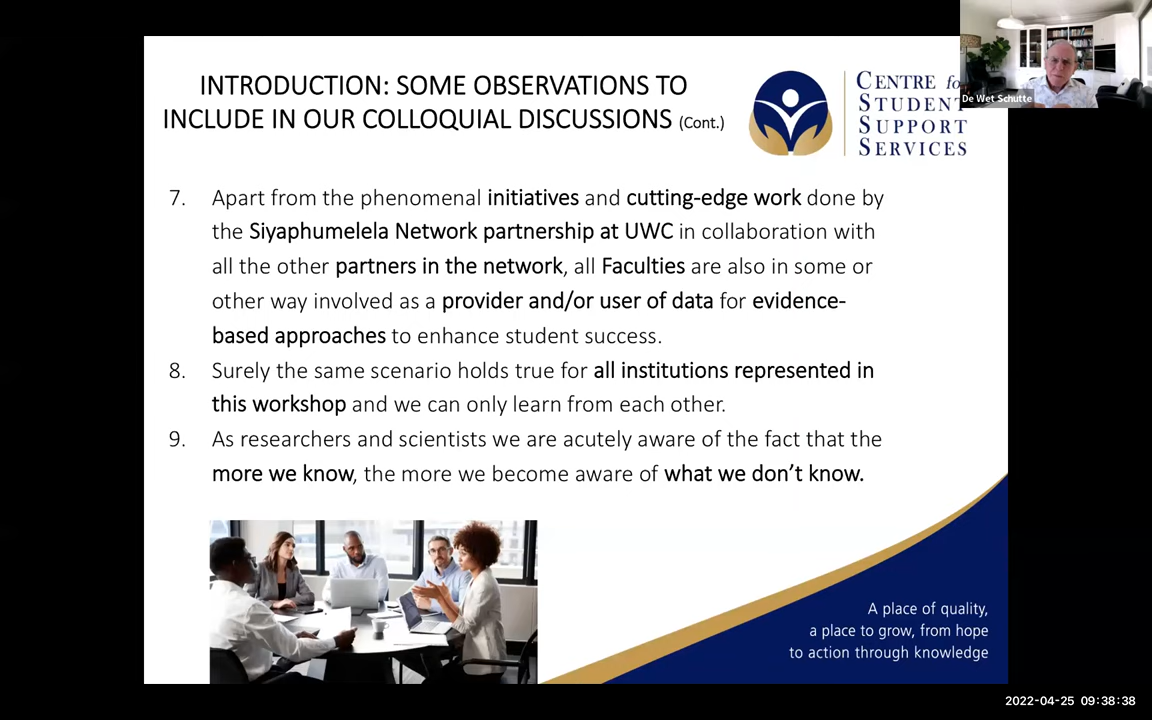 INTRODUCTION: SOME OBSERVATIONS TO
INCLUDE IN OUR COLLOQUIAL DISCUSSIONS (Cont.)
CENTRE fo
STUDENT
SUPPORT
SERVICES
De Wet Schutte
7. Apart from the phenomenal initiatives and cutting-edge work done by
the Siyaphumelela Network partnership at UWC in collaboration with
all the other partners in the network, all Faculties are also in some or
other way involved as a provider and/or user of data for evidence-
based approaches to enhance student success.
8. Surely the same scenario holds true for all institutions represented in
this workshop and we can only learn from each other.
9. As researchers and scientists we are acutely aware of the fact that the
more we know, the more we become aware of what we don’t know.
A place of quality,
a place to grow, from hope
to action through knowledge
2022-04-25 09:38:38